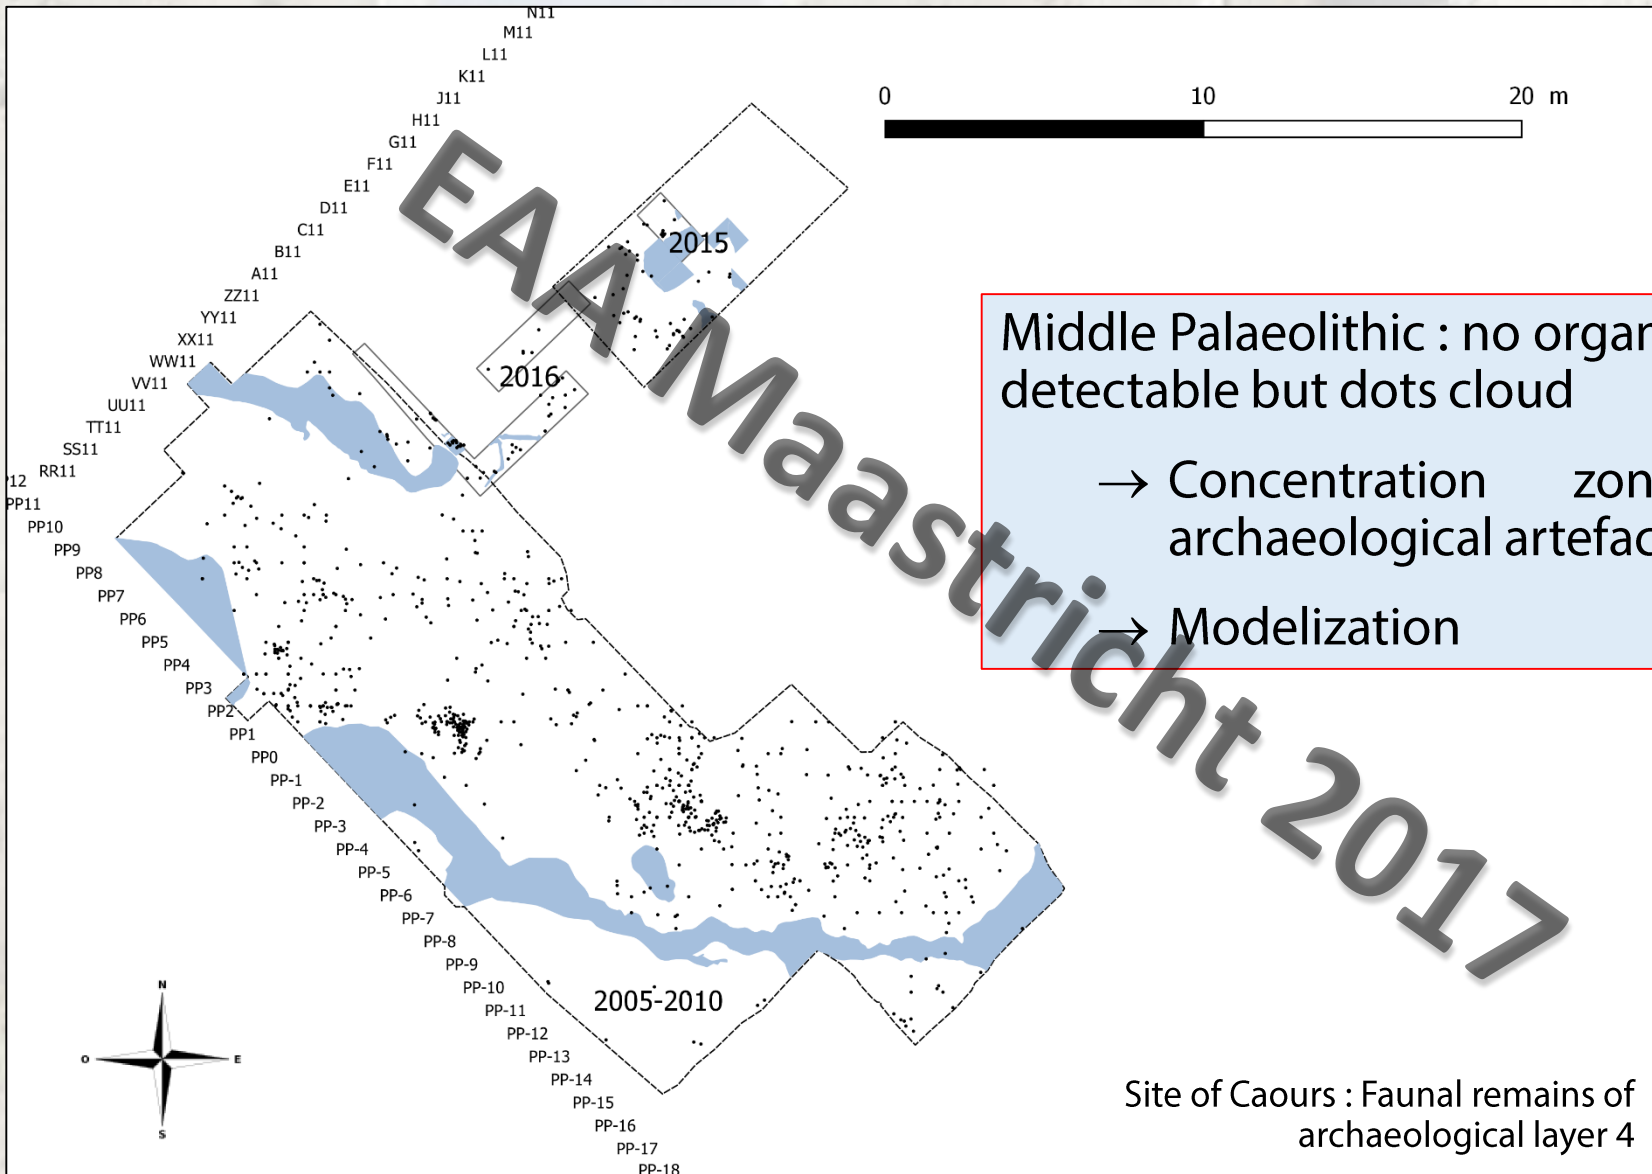 N11
M11
L11
K11
J11
H11
G11
F11
E11
D11
C11
B11
A11
ZZ11
YY11
XX11
WW11
VV11
UU11
TT11
SS11
RR11
PP11
PP10
PP9
PP8
PP7
PP6
PP5
PP4
PP3
PP2
PP1
PP0
PP-1
PP-2
PP-3
PP-4
PP-5
PP-6
PP-7
PP-8
PP-9
PP-10
PP-11
PP-12
PP-13
PP-14
PP-15
PP-16
PP-17
PP-18
0 10 20 m
2015
2016
2005-2010
EAA Maastricht 2017
Middle Palaeolithic : no
detectable but dots cloud
→ Concentration
archaeological
→ Modelization
N
O E
S
Site of Caours : Faunal remains of
archaeological layer 4